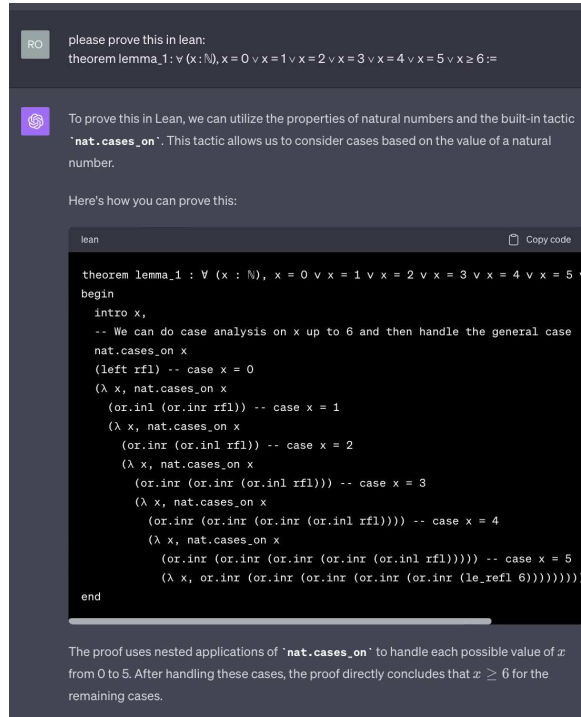 RO
please prove this in lean:
theorem lemma_1 : ∀ (x : ℕ), x = 0 ∨ x = 1 ∨ x = 2 ∨ x = 3 ∨ x = 4 ∨ x = 5 ∨ x ≥ 6 :=
To prove this in Lean, we can utilize the properties of natural numbers and the built-in tactic
`nat.cases_on`. This tactic allows us to consider cases based on the value of a natural
number.
Here's how you can prove this:
lean Copy code
theorem lemma_1 : ∀ (x : ℕ), x = 0 ∨ x = 1 ∨ x = 2 ∨ x = 3 ∨ x = 4 ∨ x = 5 ∨
begin
  intro x,
  -- We can do case analysis on x up to 6 and then handle the general case
  nat.cases_on x
  (left rfl) -- case x = 0
  (λ x, nat.cases_on x
    (or.inl (or.inr rfl)) -- case x = 1
    (λ x, nat.cases_on x
      (or.inr (or.inl rfl)) -- case x = 2
      (λ x, nat.cases_on x
        (or.inr (or.inr (or.inl rfl))) -- case x = 3
        (λ x, nat.cases_on x
          (or.inr (or.inr (or.inr (or.inl rfl)))) -- case x = 4
          (λ x, nat.cases_on x
            (or.inr (or.inr (or.inr (or.inr (or.inl rfl))))) -- case x = 5
            (λ x, or.inr (or.inr (or.inr (or.inr (or.inr (le_refl 6)))))))))
end
The proof uses nested applications of `nat.cases_on` to handle each possible value of x
from 0 to 5. After handling these cases, the proof directly concludes that x ≥ 6 for the
remaining cases.